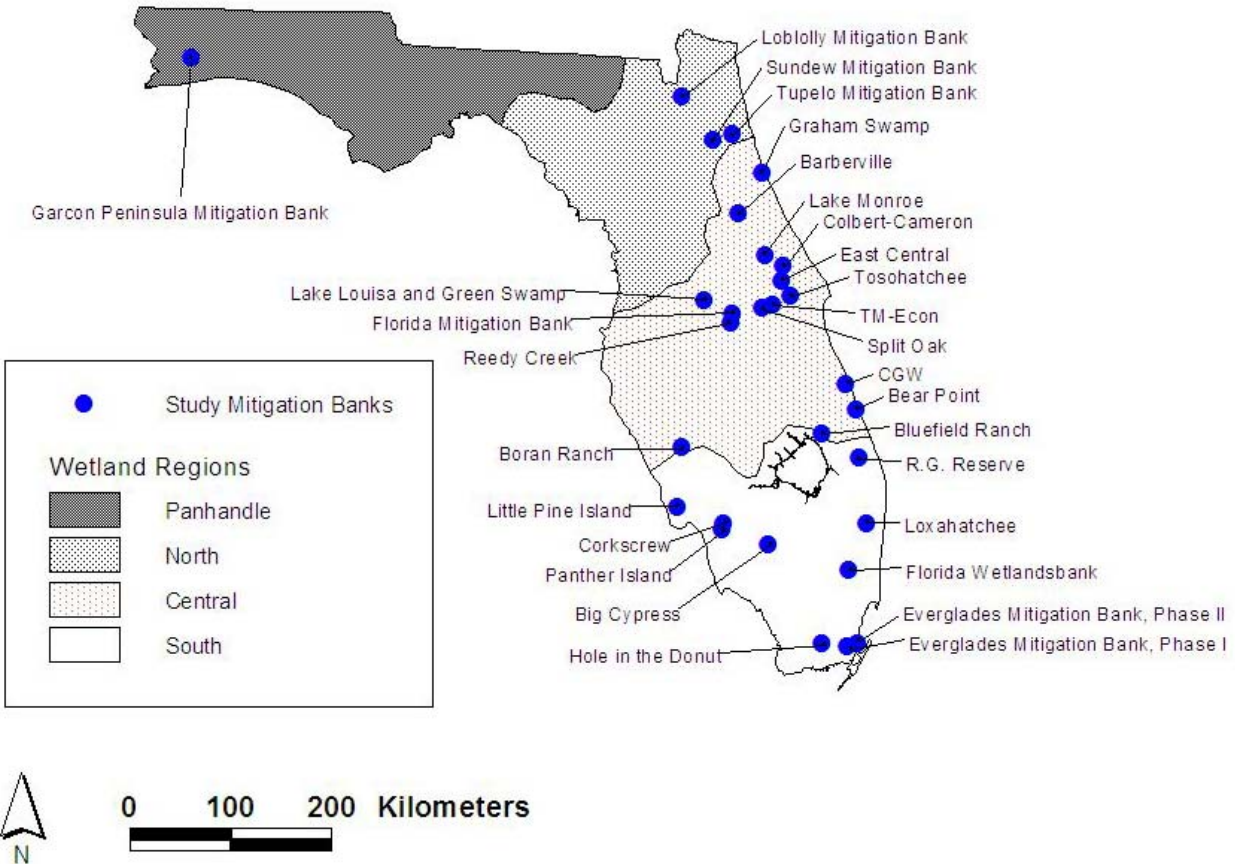 Loblolly Mitigation Bank
Sundew Mitigation Bank
Tupelo Mitigation Bank
Graham Swamp
Barberville
Garcon Peninsula Mitigation Bank
Lake Monroe
Colbert-Cameron
East Central
Tosohatchee
Lake Louisa and Green Swamp
Florida Mitigation Bank
TM-Econ
Reedy Creek
Split Oak
CGW
Bear Point
Bluefield Ranch
Boran Ranch
R.G. Reserve
Little Pine Island
Loxahatchee
Corkscrew
Panther Island
Florida Wetlandsbank
Big Cypress
Everglades Mitigation Bank, Phase II
Everglades Mitigation Bank, Phase I
Hole in the Donut
Study Mitigation Banks
Wetland Regions
Panhandle
North
Central
South
N
0 100 200 Kilometers